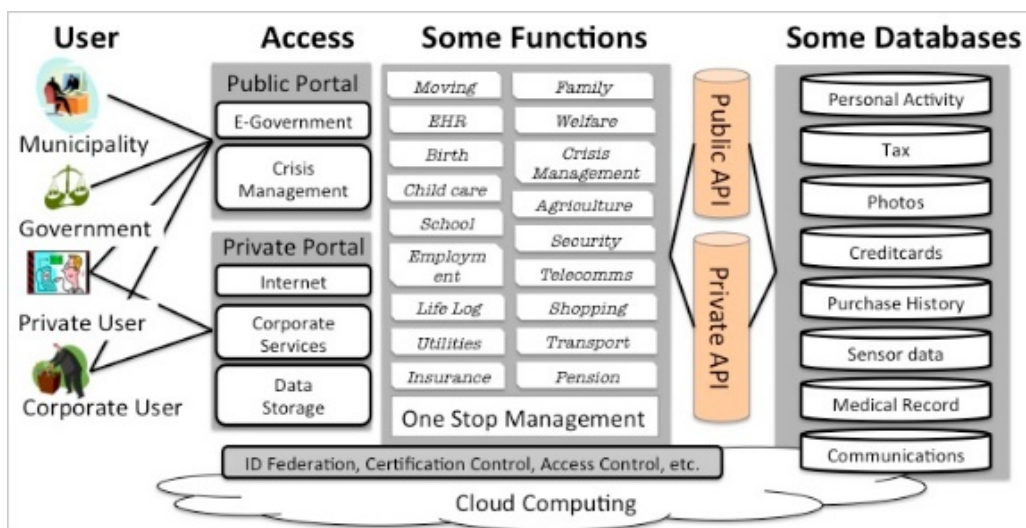 User
Access
Some Functions
Some Databases
Municipality
Government
Private User
Corporate User
Public Portal
E-Government
Crisis
Management
Private Portal
Internet
Corporate
Services
Data
Storage
Moving
EHR
Birth
Child care
School
Employm
ent
Life Log
Utilities
Insurance
Family
Welfare
Crisis
Management
Agriculture
Security
Telecomms
Shopping
Transport
Pension
One Stop Management
Public API
Private API
Personal Activity
Tax
Photos
Creditcards
Purchase History
Sensor data
Medical Record
Communications
ID Federation, Certification Control, Access Control, etc.
Cloud Computing